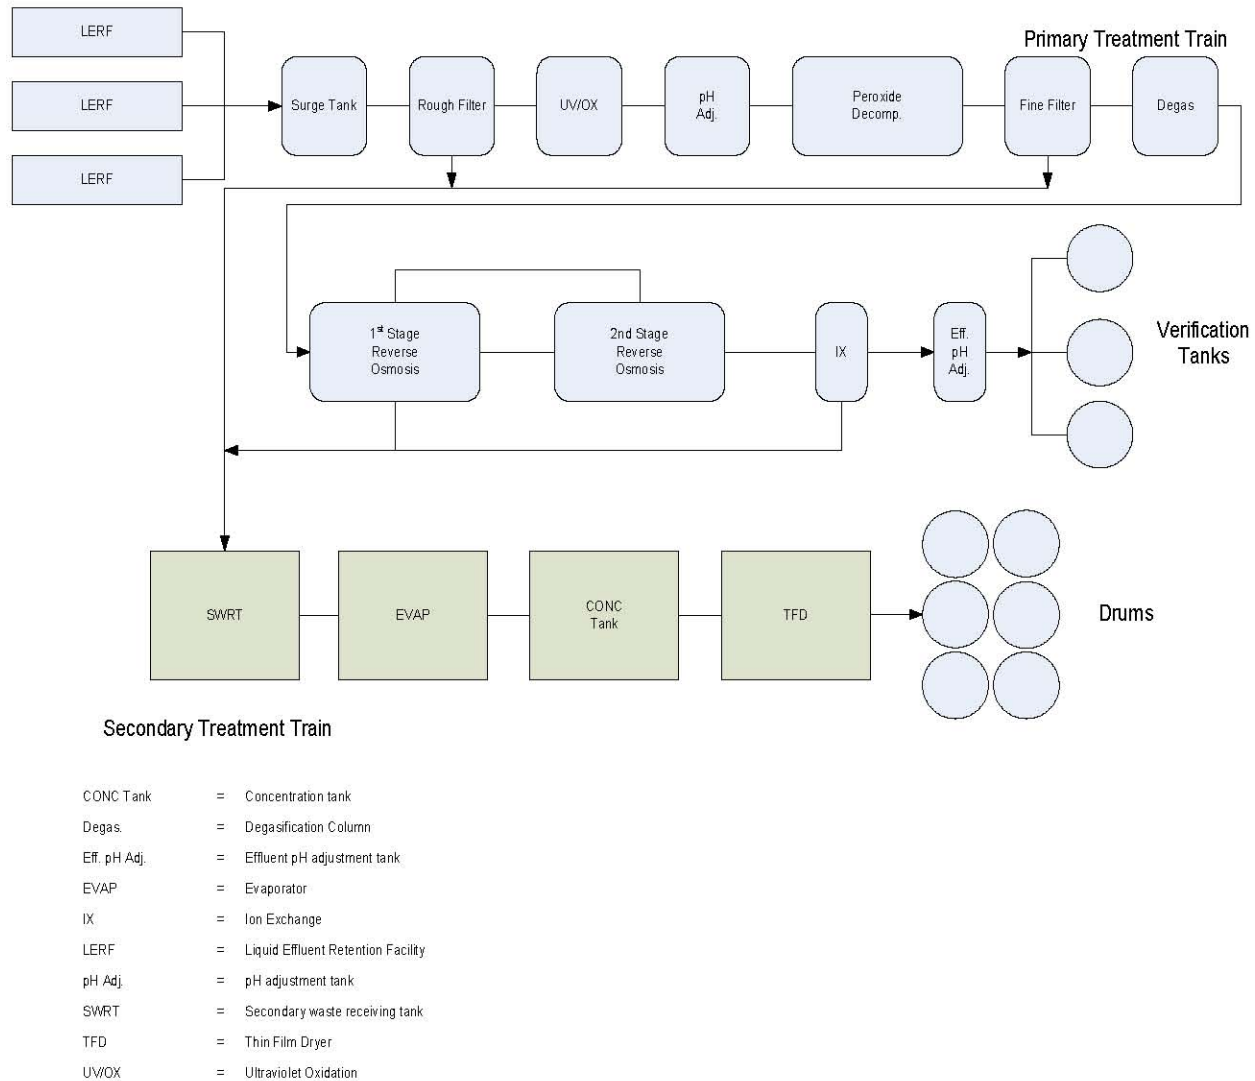 LERF
Primary Treatment Train
LERF
Surge Tank
Rough Filter
UV/OX
pH
Adj.
Peroxide
Decomp.
Fine Filter
Degas
LERF
1st Stage
Reverse
Osmosis
2nd Stage
Reverse
Osmosis
IX
Eff.
pH
Adj.
Verification
Tanks
SWRT
EVAP
CONC
Tank
TFD
Drums
Secondary Treatment Train
CONC Tank = Concentration tank
Degas. = Degasification Column
Eff. pH Adj. = Effluent pH adjustment tank
EVAP = Evaporator
IX = Ion Exchange
LERF = Liquid Effluent Retention Facility
pH Adj. = pH adjustment tank
SWRT = Secondary waste receiving tank
TFD = Thin Film Dryer
UV/OX = Ultraviolet Oxidation